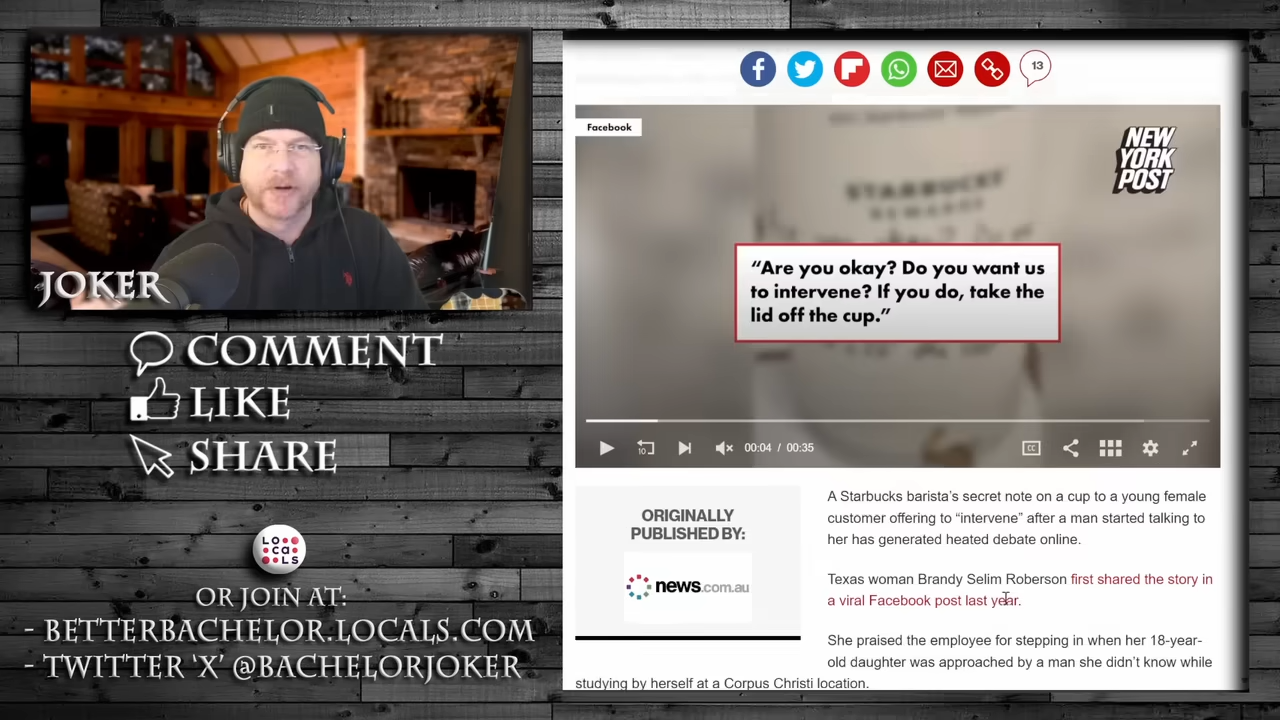 JOKER
COMMENT
LIKE
SHARE
LOcaLS
OR JOIN AT:
- BETTERBACHELOR.LOCALS.COM
- TWITTER 'X' @BACHELORJOKER
13
Facebook
NEW
YORK
POST
STARBUCKS
“Are you okay? Do you want us
to intervene? If you do, take the
lid off the cup.”
10
00:04 / 00:35
CC
ORIGINALLY
PUBLISHED BY:
news.com.au
A Starbucks barista’s secret note on a cup to a young female
customer offering to “intervene” after a man started talking to
her has generated heated debate online.
Texas woman Brandy Selim Roberson first shared the story in
a viral Facebook post last year.
She praised the employee for stepping in when her 18-year-
old daughter was approached by a man she didn’t know while
studying by herself at a Corpus Christi location.